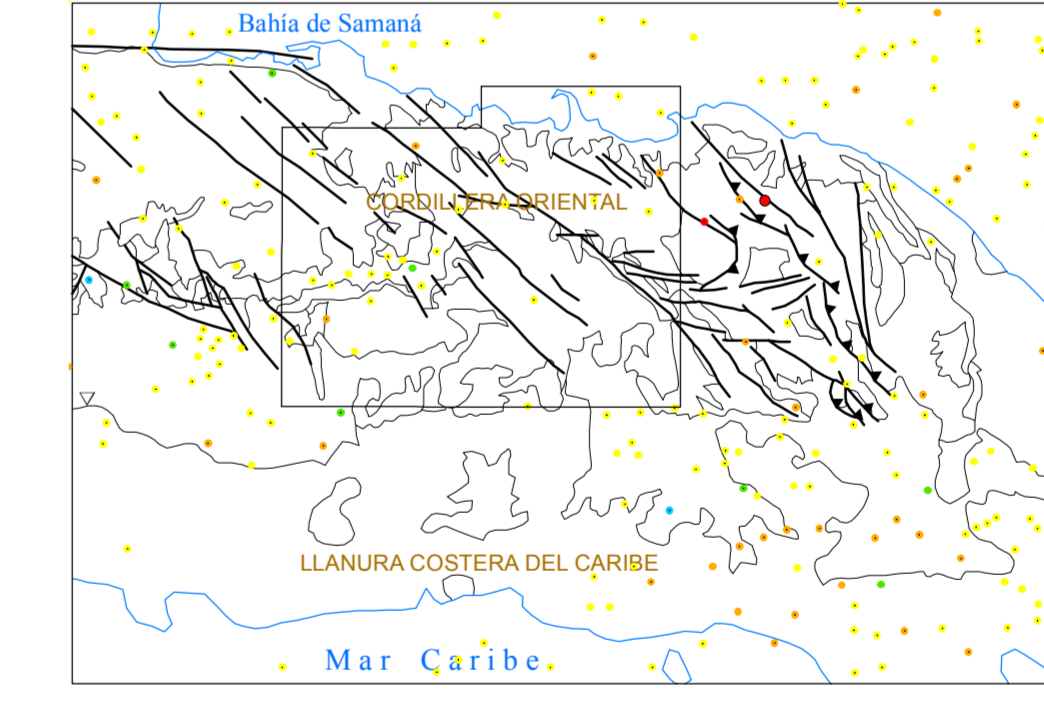 Bahía de Samaná
CORDILLERA ORIENTAL
LLANURA COSTERA DEL CARIBE
Mar Caribe